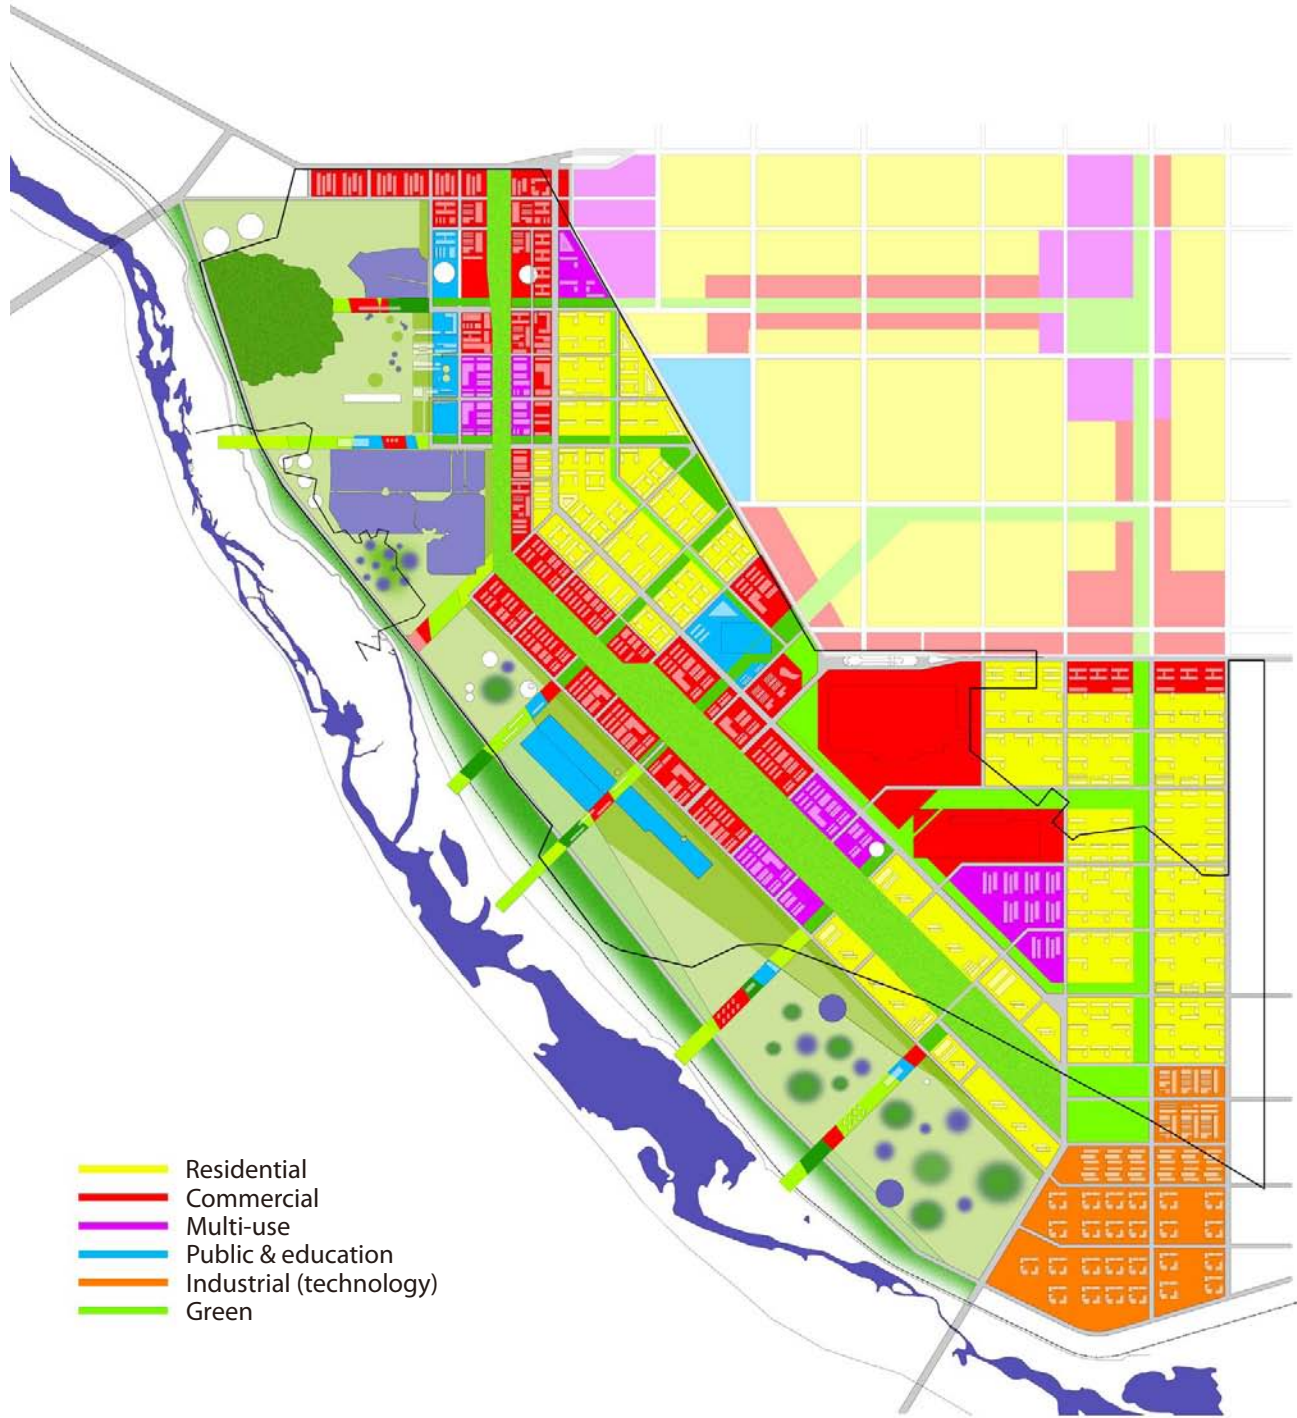 Residential
Commercial
Multi-use
Public & education
Industrial (technology)
Green